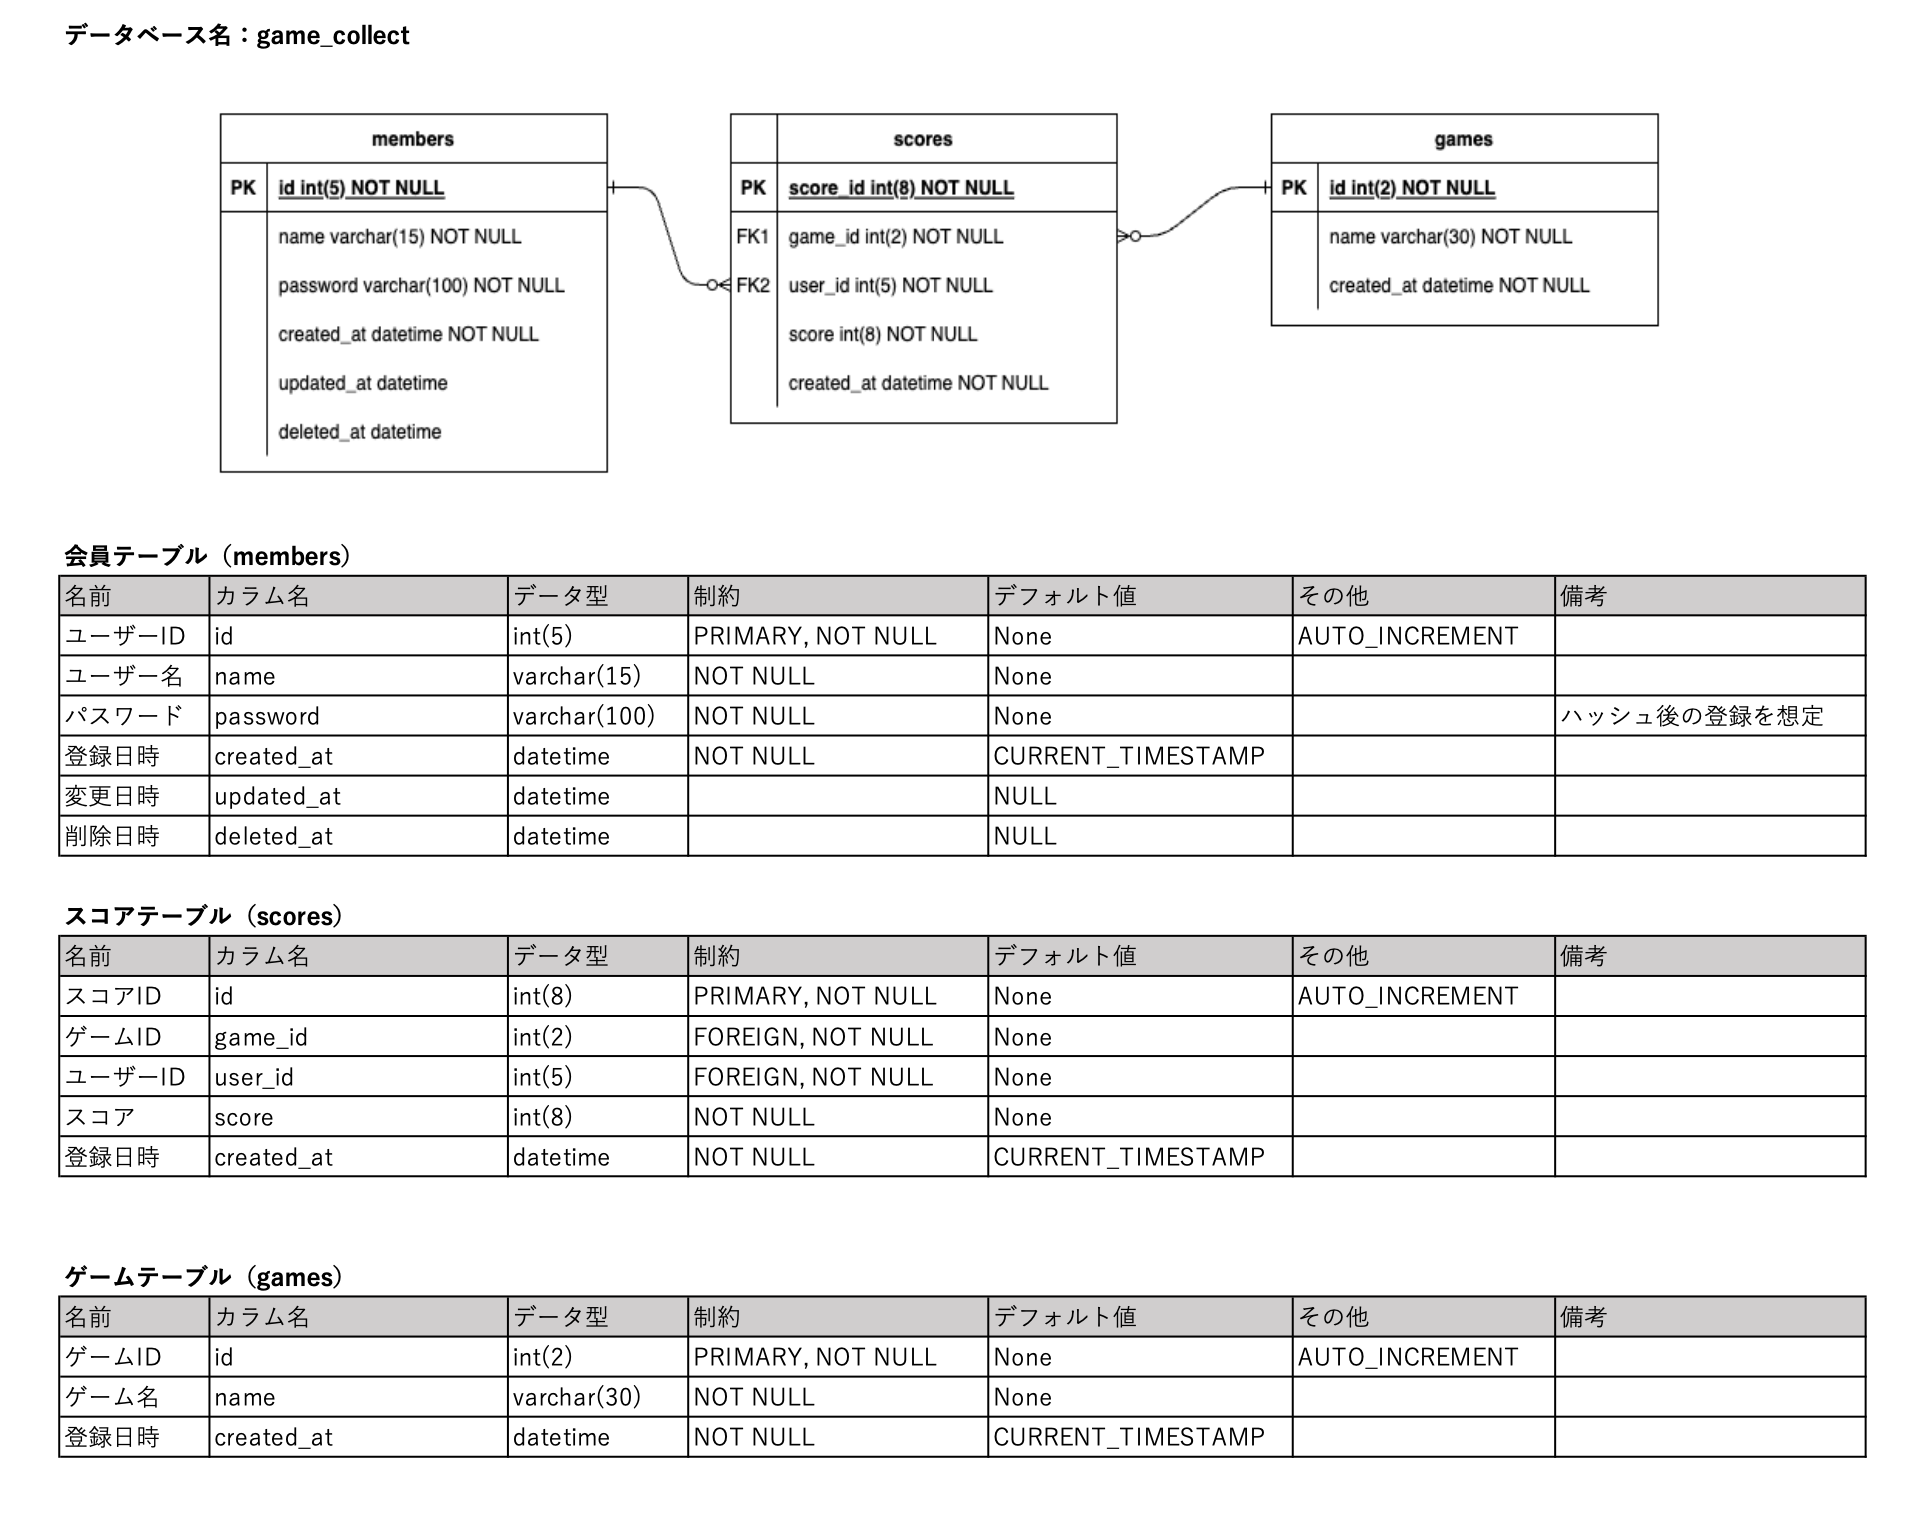 データベース名：game_collect
members
PK id int(5) NOT NULL
name varchar(15) NOT NULL
password varchar(100) NOT NULL
created_at datetime NOT NULL
updated_at datetime
deleted_at datetime
scores
PK score_id int(8) NOT NULL
FK1 game_id int(2) NOT NULL
FK2 user_id int(5) NOT NULL
score int(8) NOT NULL
created_at datetime NOT NULL
games
PK id int(2) NOT NULL
name varchar(30) NOT NULL
created_at datetime NOT NULL
会員テーブル（members）
名前 カラム名 データ型 制約 デフォルト値 その他 備考
ユーザーID id int(5) PRIMARY, NOT NULL None AUTO_INCREMENT
ユーザー名 name varchar(15) NOT NULL None
パスワード password varchar(100) NOT NULL None ハッシュ後の登録を想定
登録日時 created_at datetime NOT NULL CURRENT_TIMESTAMP
変更日時 updated_at datetime NULL
削除日時 deleted_at datetime NULL
スコアテーブル（scores）
名前 カラム名 データ型 制約 デフォルト値 その他 備考
スコアID id int(8) PRIMARY, NOT NULL None AUTO_INCREMENT
ゲームID game_id int(2) FOREIGN, NOT NULL None
ユーザーID user_id int(5) FOREIGN, NOT NULL None
スコア score int(8) NOT NULL None
登録日時 created_at datetime NOT NULL CURRENT_TIMESTAMP
ゲームテーブル（games）
名前 カラム名 データ型 制約 デフォルト値 その他 備考
ゲームID id int(2) PRIMARY, NOT NULL None AUTO_INCREMENT
ゲーム名 name varchar(30) NOT NULL None
登録日時 created_at datetime NOT NULL CURRENT_TIMESTAMP